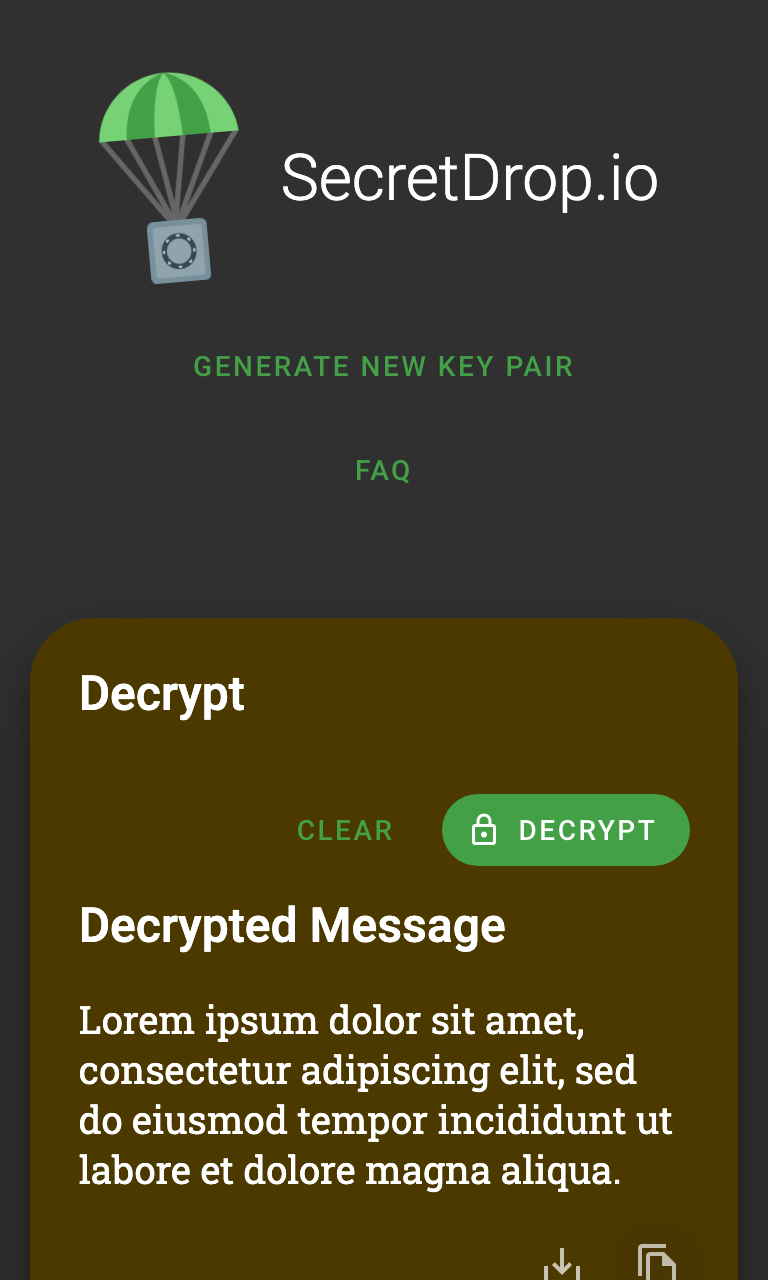 SecretDrop.io
GENERATE NEW KEY PAIR
FAQ
Decrypt
CLEAR
DECRYPT
Decrypted Message
Lorem ipsum dolor sit amet,
consectetur adipiscing elit, sed
do eiusmod tempor incididunt ut
labore et dolore magna aliqua.